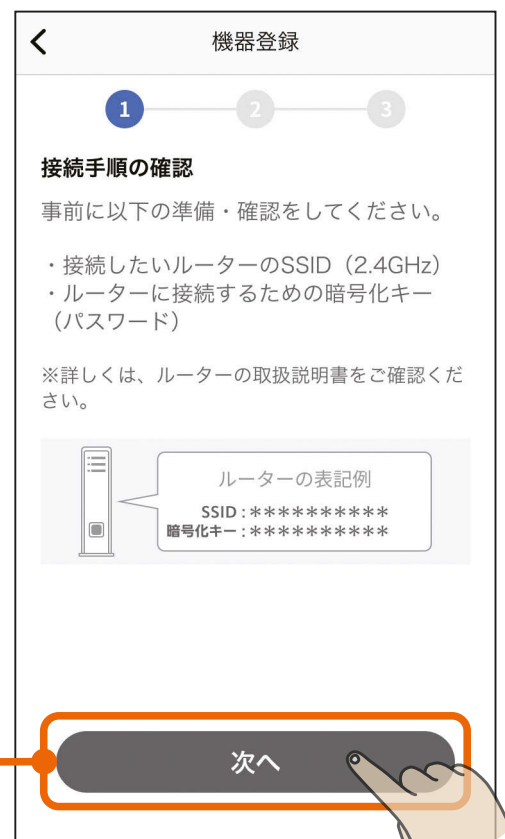 機器登録
1 2 3
接続手順の確認
事前に以下の準備・確認をしてください。
・接続したいルーターのSSID（2.4GHz）
・ルーターに接続するための暗号化キー
（パスワード）
※詳しくは、ルーターの取扱説明書をご確認くだ
さい。
ルーターの表記例
SSID：**********
暗号化キー：**********
次へ